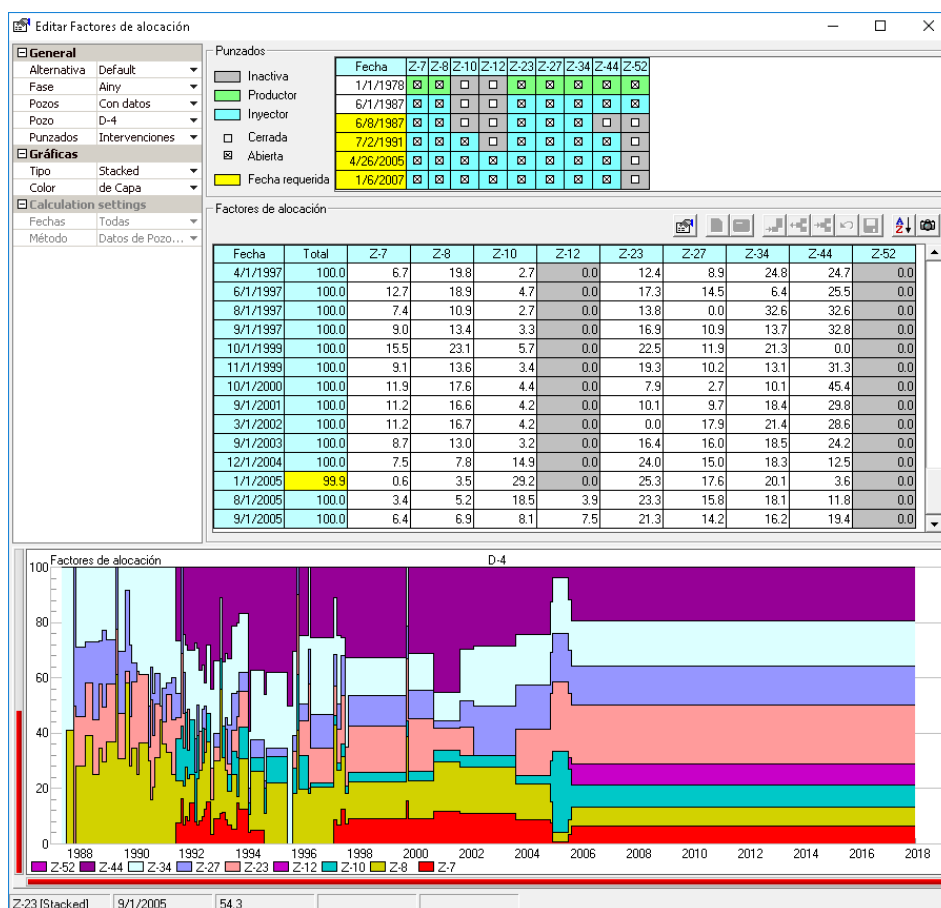 Editar Factores de alocación
General
Alternativa Default
Fase Ainy
Pozos Con datos
Pozo D-4
Punzados Intervenciones
Gráficas
Tipo Stacked
Color de Capa
Calculation settings
Fechas Todas
Método Datos de Pozo...
Punzados
Inactiva
Productor
Inyector
Cerrada
Abierta
Fecha requerida
Fecha Z-7 Z-8 Z-10 Z-12 Z-23 Z-27 Z-34 Z-44 Z-52
1/1/1978
6/1/1987
6/8/1987
7/2/1991
4/26/2005
1/6/2007
Factores de alocación
Fecha Total Z-7 Z-8 Z-10 Z-12 Z-23 Z-27 Z-34 Z-44 Z-52
4/1/1997 100.0 6.7 19.8 2.7 0.0 12.4 8.9 24.8 24.7 0.0
6/1/1997 100.0 12.7 18.9 4.7 0.0 17.3 14.5 6.4 25.5 0.0
8/1/1997 100.0 7.4 10.9 2.7 0.0 13.8 0.0 32.6 32.6 0.0
9/1/1997 100.0 9.0 13.4 3.3 0.0 16.9 10.9 13.7 32.8 0.0
10/1/1999 100.0 15.5 23.1 5.7 0.0 22.5 11.9 21.3 0.0 0.0
11/1/1999 100.0 9.1 13.6 3.4 0.0 19.3 10.2 13.1 31.3 0.0
10/1/2000 100.0 11.9 17.6 4.4 0.0 7.9 2.7 10.1 45.4 0.0
9/1/2001 100.0 11.2 16.6 4.2 0.0 10.1 9.7 18.4 29.8 0.0
3/1/2002 100.0 11.2 16.7 4.2 0.0 0.0 17.9 21.4 28.6 0.0
9/1/2003 100.0 8.7 13.0 3.2 0.0 16.4 16.0 18.5 24.2 0.0
12/1/2004 100.0 7.5 7.8 14.9 0.0 24.0 15.0 18.3 12.5 0.0
1/1/2005 99.9 0.6 3.5 29.2 0.0 25.3 17.6 20.1 3.6 0.0
8/1/2005 100.0 3.4 5.2 18.5 3.9 23.3 15.8 18.1 11.8 0.0
9/1/2005 100.0 6.4 6.9 8.1 7.5 21.3 14.2 16.2 19.4 0.0
Factores de alocación D-4
100
80
60
40
20
0
1988 1990 1992 1994 1996 1998 2000 2002 2004 2006 2008 2010 2012 2014 2016 2018
Z-52 Z-44 Z-34 Z-27 Z-23 Z-12 Z-10 Z-8 Z-7
Z-23 [Stacked] 9/1/2005 54.3